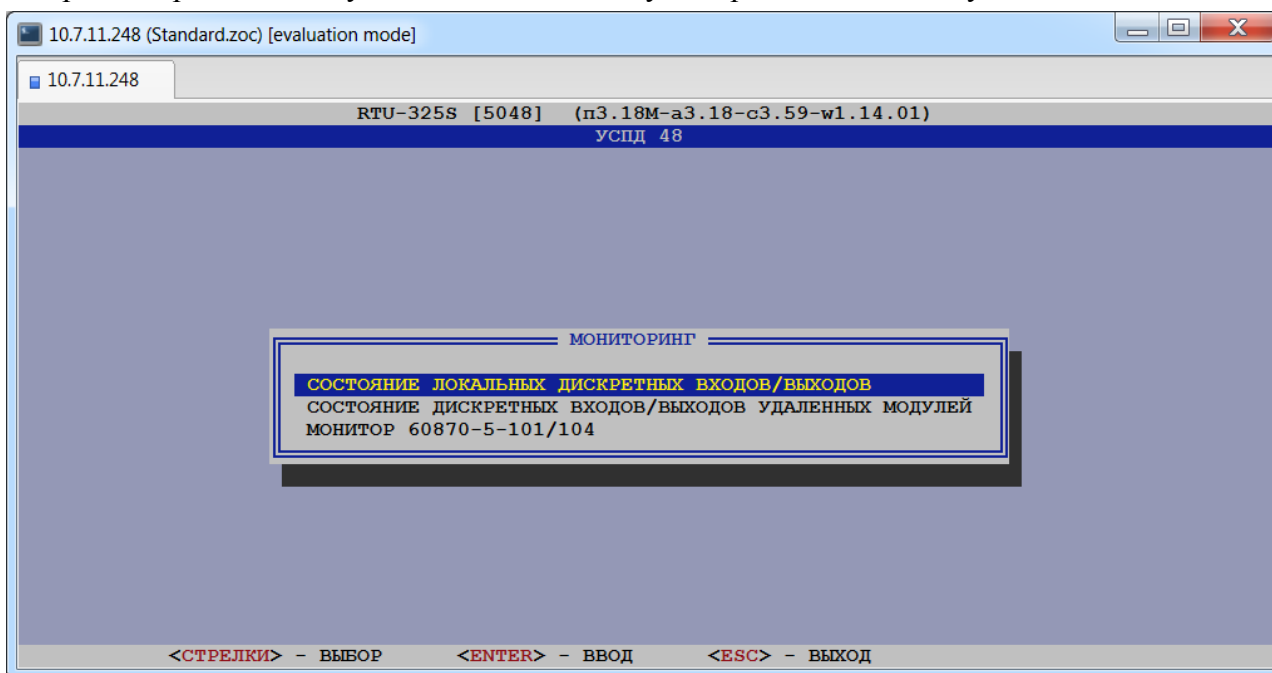 10.7.11.248 (Standard.zoc) [evaluation mode]
10.7.11.248
RTU-325S [5048] (п3.18М-а3.18-с3.59-w1.14.01)
УСПД 48
МОНИТОРИНГ
СОСТОЯНИЕ ЛОКАЛЬНЫХ ДИСКРЕТНЫХ ВХОДОВ/ВЫХОДОВ
СОСТОЯНИЕ ДИСКРЕТНЫХ ВХОДОВ/ВЫХОДОВ УДАЛЕННЫХ МОДУЛЕЙ
МОНИТОР 60870-5-101/104
<СТРЕЛКИ> - ВЫБОР <ENTER> - ВВОД <ESC> - ВЫХОД